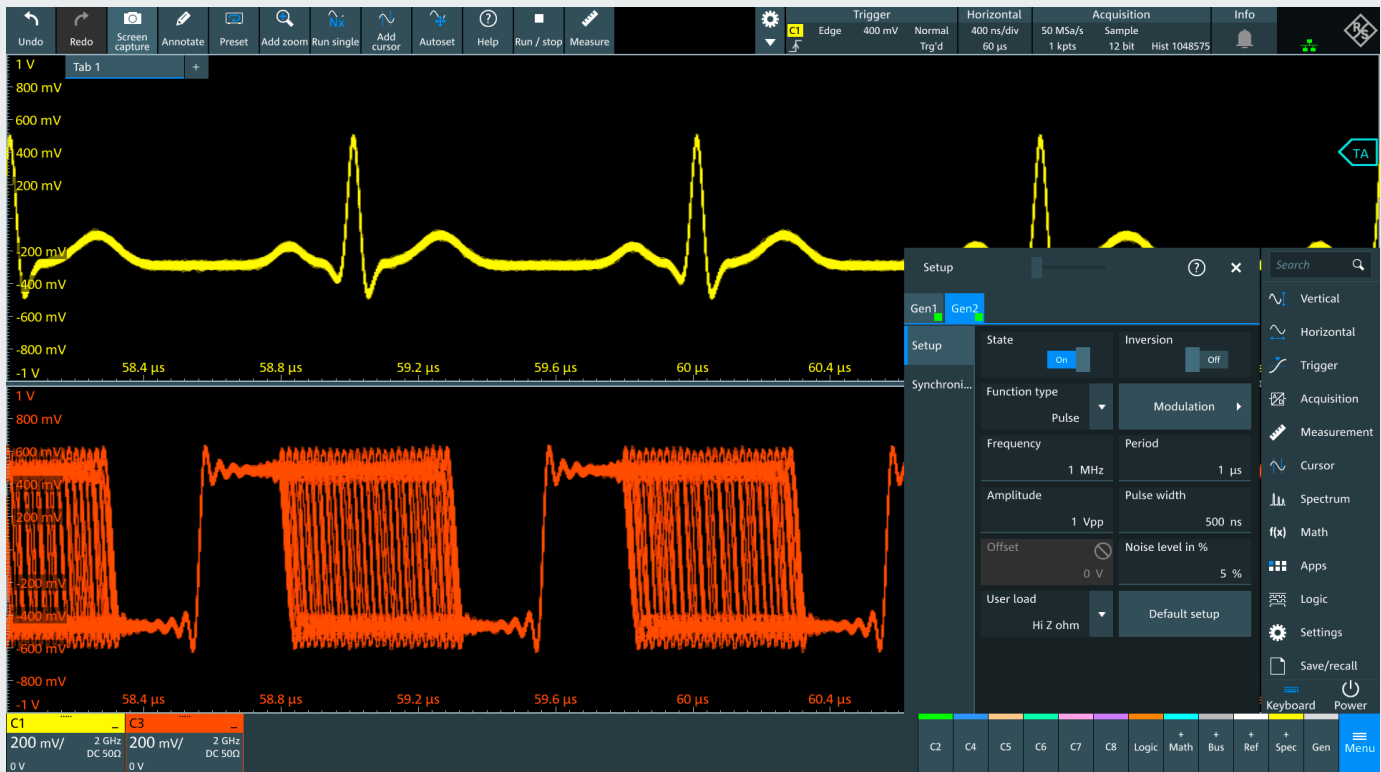 Undo
Redo
Screen capture
Annotate
Preset
Add zoom
Nx
Run single
Add cursor
Autoset
?
Help
Run / stop
Measure
Trigger
C1 Edge 400 mV Normal
Trg'd
Horizontal
400 ns/div
60 µs
Acquisition
50 MSa/s Sample
1 kpts 12 bit Hist 1048575
Info
R&S
Tab 1 +
1 V
800 mV
600 mV
400 mV
200 mV
-200 mV
-400 mV
-600 mV
-800 mV
-1 V
58.4 µs 58.8 µs 59.2 µs 59.6 µs 60 µs 60.4 µs
TA
1 V
800 mV
600 mV
400 mV
200 mV
-200 mV
-400 mV
-600 mV
-800 mV
-1 V
58.4 µs 58.8 µs 59.2 µs 59.6 µs 60 µs 60.4 µs
Setup ? ×
Gen1 Gen2
Setup
Synchroni...
State
On
Inversion
Off
Function type
Pulse
Modulation
Frequency
1 MHz
Period
1 µs
Amplitude
1 Vpp
Pulse width
500 ns
Offset
0 V
Noise level in %
5 %
User load
Hi Z ohm
Default setup
Search
Vertical
Horizontal
Trigger
Acquisition
Measurement
Cursor
Spectrum
f(x) Math
Apps
Logic
Settings
Save/recall
Keyboard Power
C1
200 mV/ 2 GHz
DC 50Ω
0 V
C3
200 mV/ 2 GHz
DC 50Ω
0 V
C2
C4
C5
C6
C7
C8
Logic
+ Math
+ Bus
+ Ref
+ Spec
Gen
Menu